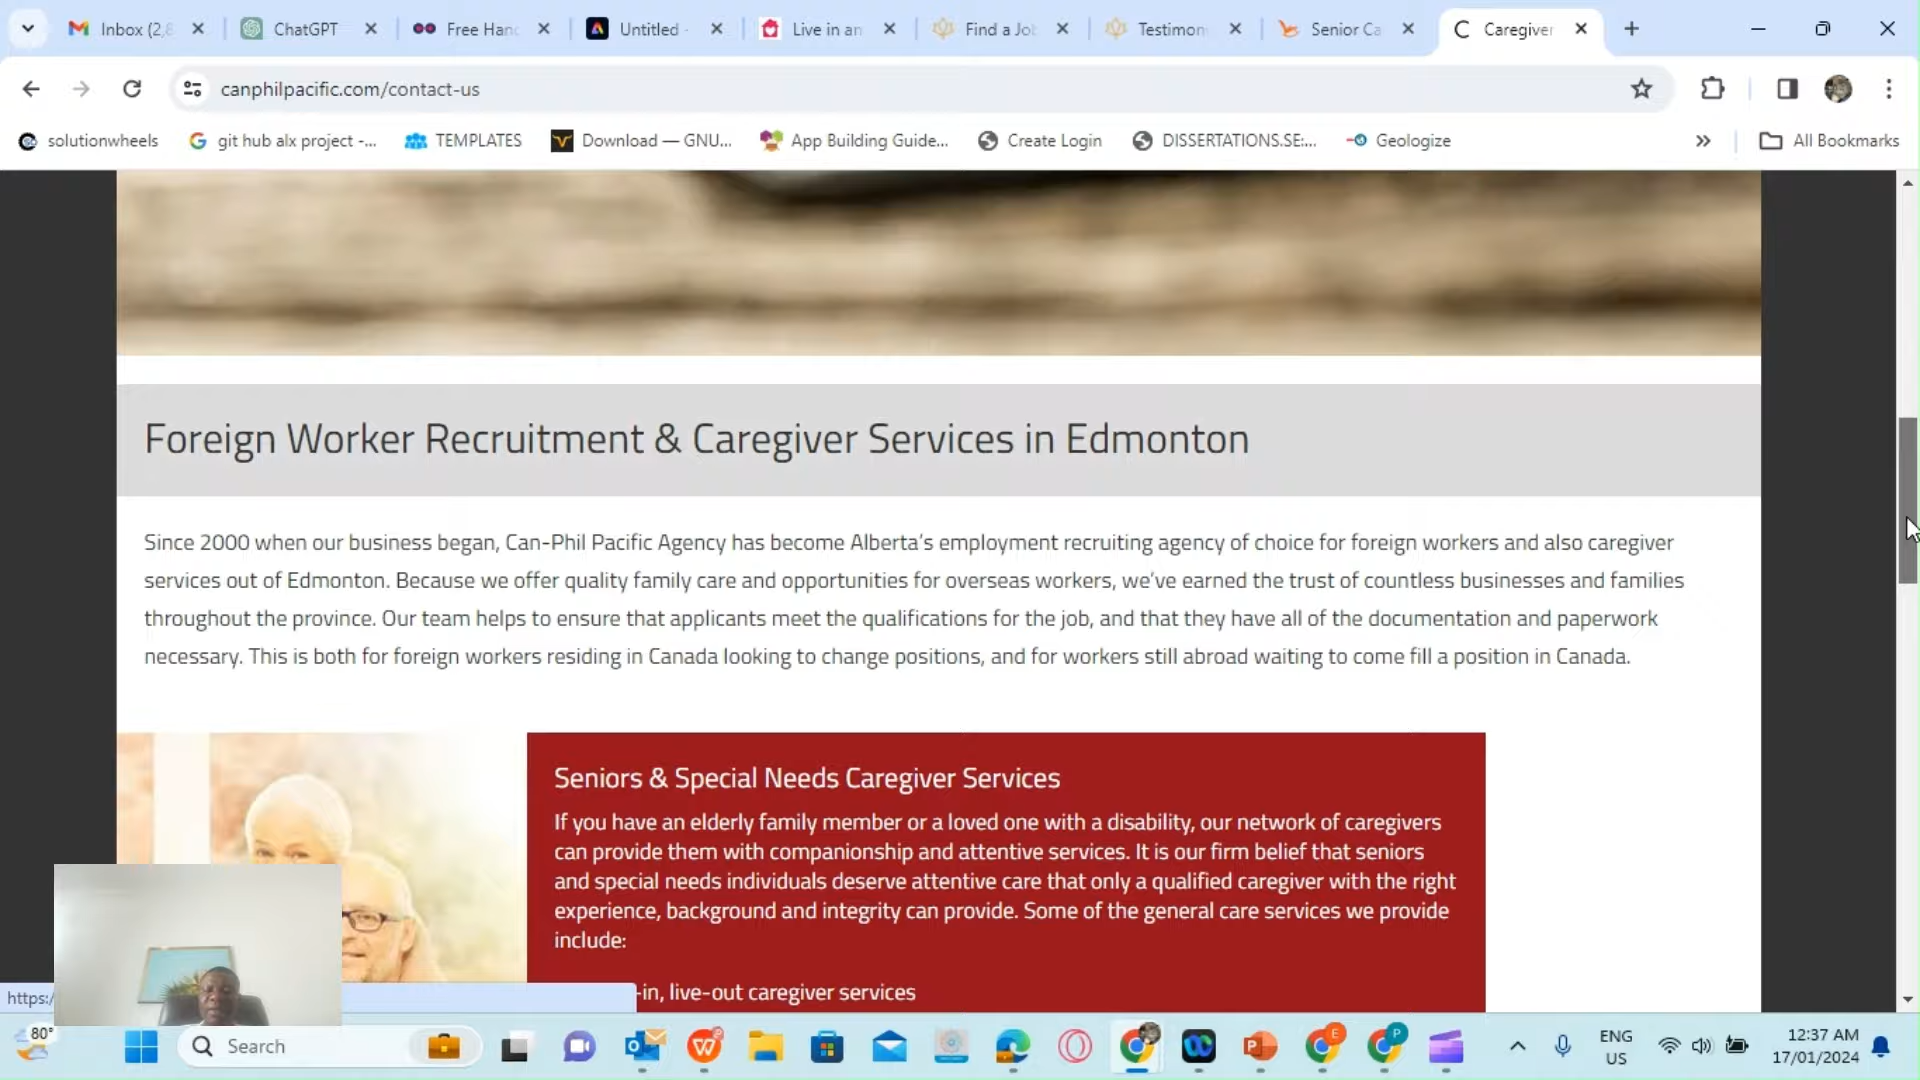 Inbox (2,8
ChatGPT
Free Hand
Untitled -
Live in an
Find a Jo
Testimon
Senior Ca
Caregiver
canphilpacific.com/contact-us
solutionwheels
git hub alx project -...
TEMPLATES
Download — GNU...
App Building Guide...
Create Login
DISSERTATIONS.SE:...
Geologize
All Bookmarks
Foreign Worker Recruitment & Caregiver Services in Edmonton
Since 2000 when our business began, Can-Phil Pacific Agency has become Alberta's employment recruiting agency of choice for foreign workers and also caregiver
services out of Edmonton. Because we offer quality family care and opportunities for overseas workers, we've earned the trust of countless businesses and families
throughout the province. Our team helps to ensure that applicants meet the qualifications for the job, and that they have all of the documentation and paperwork
necessary. This is both for foreign workers residing in Canada looking to change positions, and for workers still abroad waiting to come fill a position in Canada.
Seniors & Special Needs Caregiver Services
If you have an elderly family member or a loved one with a disability, our network of caregivers
can provide them with companionship and attentive services. It is our firm belief that seniors
and special needs individuals deserve attentive care that only a qualified caregiver with the right
experience, background and integrity can provide. Some of the general care services we provide
include:
-in, live-out caregiver services
https:/
80°
Search
ENG
US
12:37 AM
17/01/2024